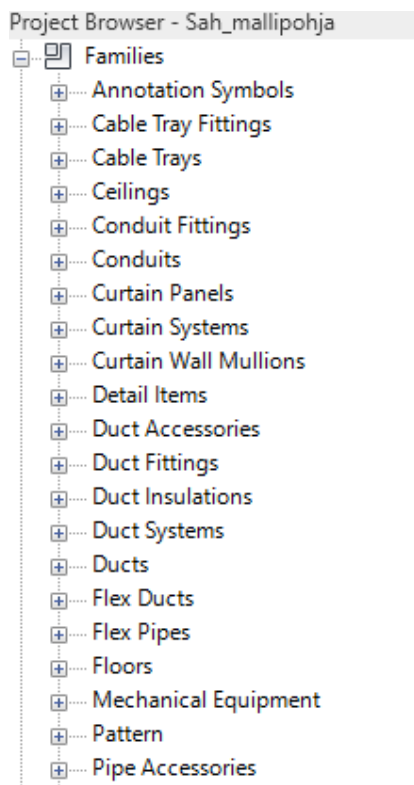 Project Browser - Sah_mallipohja
Families
Annotation Symbols
Cable Tray Fittings
Cable Trays
Ceilings
Conduit Fittings
Conduits
Curtain Panels
Curtain Systems
Curtain Wall Mullions
Detail Items
Duct Accessories
Duct Fittings
Duct Insulations
Duct Systems
Ducts
Flex Ducts
Flex Pipes
Floors
Mechanical Equipment
Pattern
Pipe Accessories